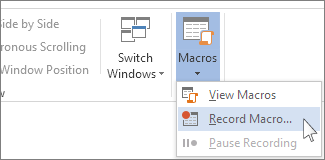 Side by Side
ronous Scrolling
Window Position
w
Switch
Windows
Macros
View Macros
Record Macro...
Pause Recording